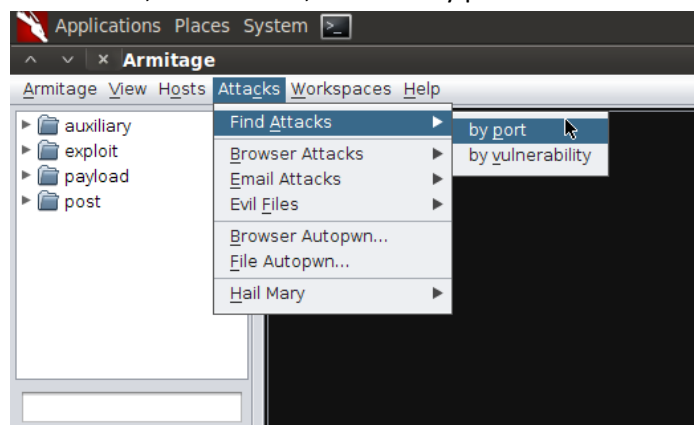 Applications Places System
Armitage
Armitage View Hosts Attacks Workspaces Help
auxiliary
exploit
payload
post
Find Attacks
Browser Attacks
Email Attacks
Evil Files
Browser Autopwn...
File Autopwn...
Hail Mary
by port
by vulnerability